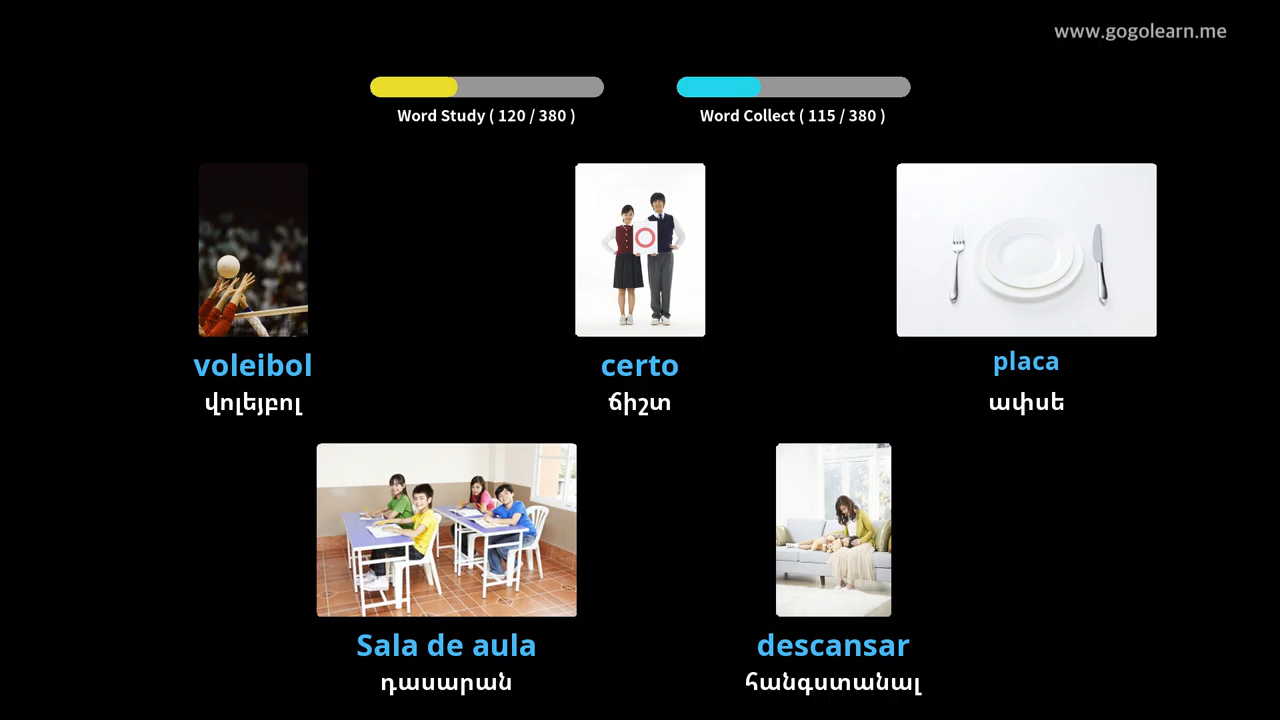 www.gogolearn.me
Word Study ( 120 / 380 )
Word Collect ( 115 / 380 )
voleibol
վոլեյբոլ
certo
ճիշտ
placa
ափսե
Sala de aula
դասարան
descansar
հանգստանալ